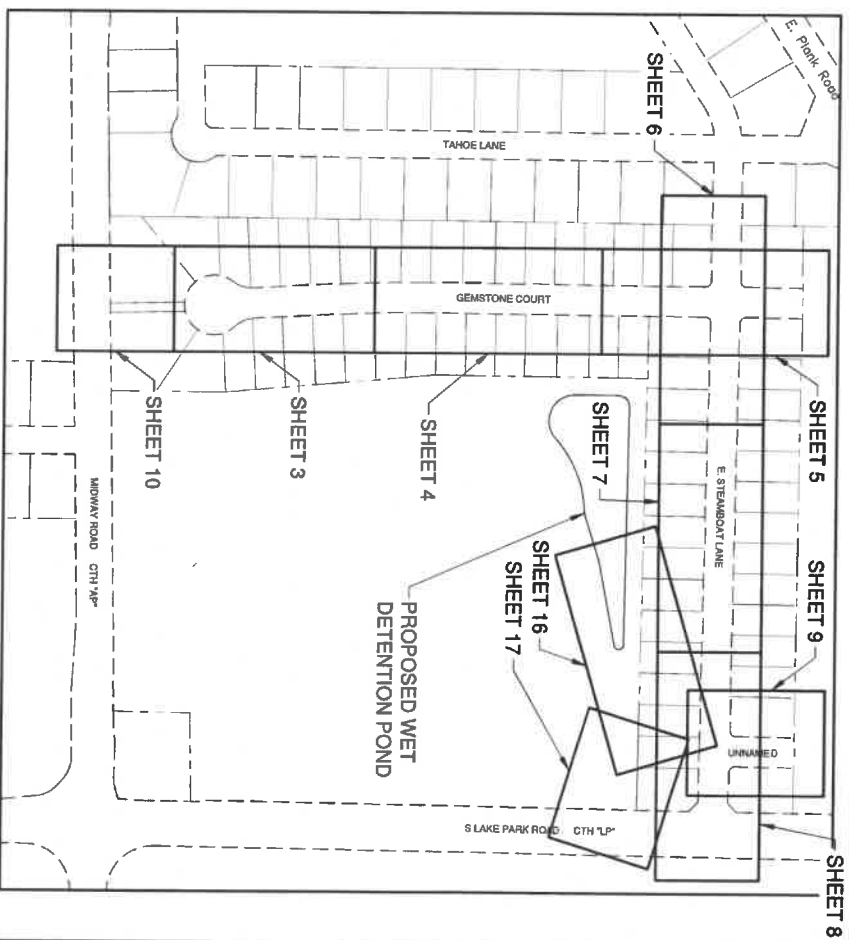 E. Plank Road
SHEET 6
TAHOE LANE
GEMSTONE COURT
SHEET 5
SHEET 4
SHEET 3
SHEET 10
SHEET 7
E. STEAMBOAT LANE
SHEET 9
SHEET 16
SHEET 17
PROPOSED WET
DETENTION POND
UNNAMED
SHEET 8
MIDWAY ROAD CTH "AP"
S LAKE PARK ROAD CTH "LP"